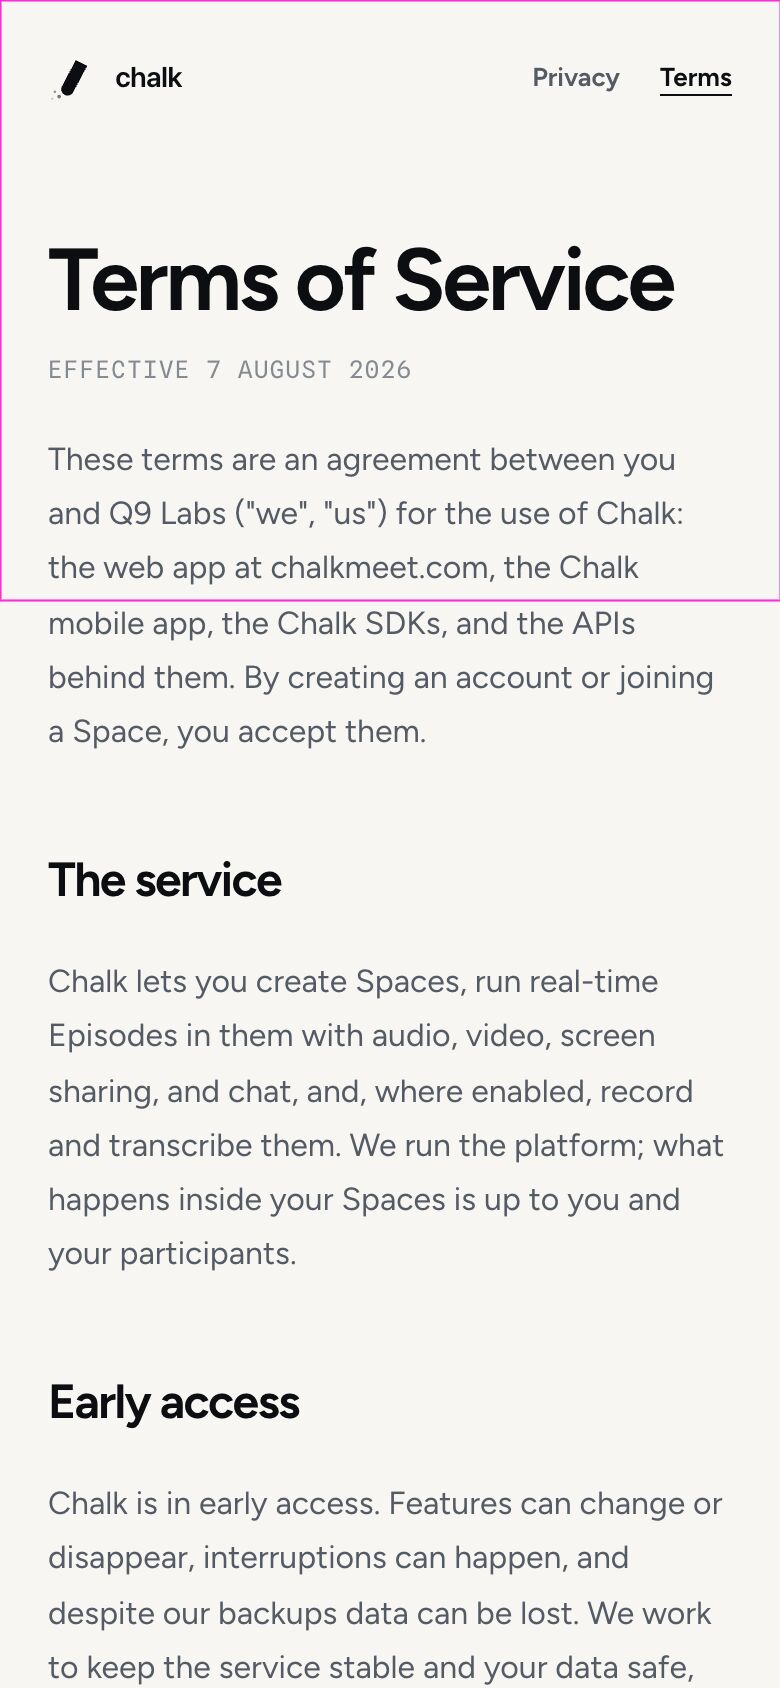 chalk
Privacy
Terms
Terms of Service
EFFECTIVE 7 AUGUST 2026
These terms are an agreement between you
and Q9 Labs ("we", "us") for the use of Chalk:
the web app at chalkmeet.com, the Chalk
mobile app, the Chalk SDKs, and the APIs
behind them. By creating an account or joining
a Space, you accept them.
The service
Chalk lets you create Spaces, run real-time
Episodes in them with audio, video, screen
sharing, and chat, and, where enabled, record
and transcribe them. We run the platform; what
happens inside your Spaces is up to you and
your participants.
Early access
Chalk is in early access. Features can change or
disappear, interruptions can happen, and
despite our backups data can be lost. We work
to keep the service stable and your data safe,